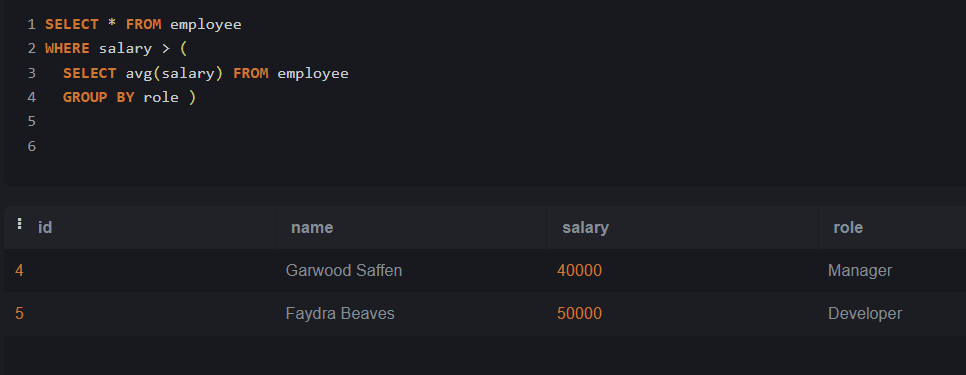 1 SELECT * FROM employee
2 WHERE salary > (
3   SELECT avg(salary) FROM employee
4   GROUP BY role )
5
6
id name salary role
4 Garwood Saffen 40000 Manager
5 Faydra Beaves 50000 Developer